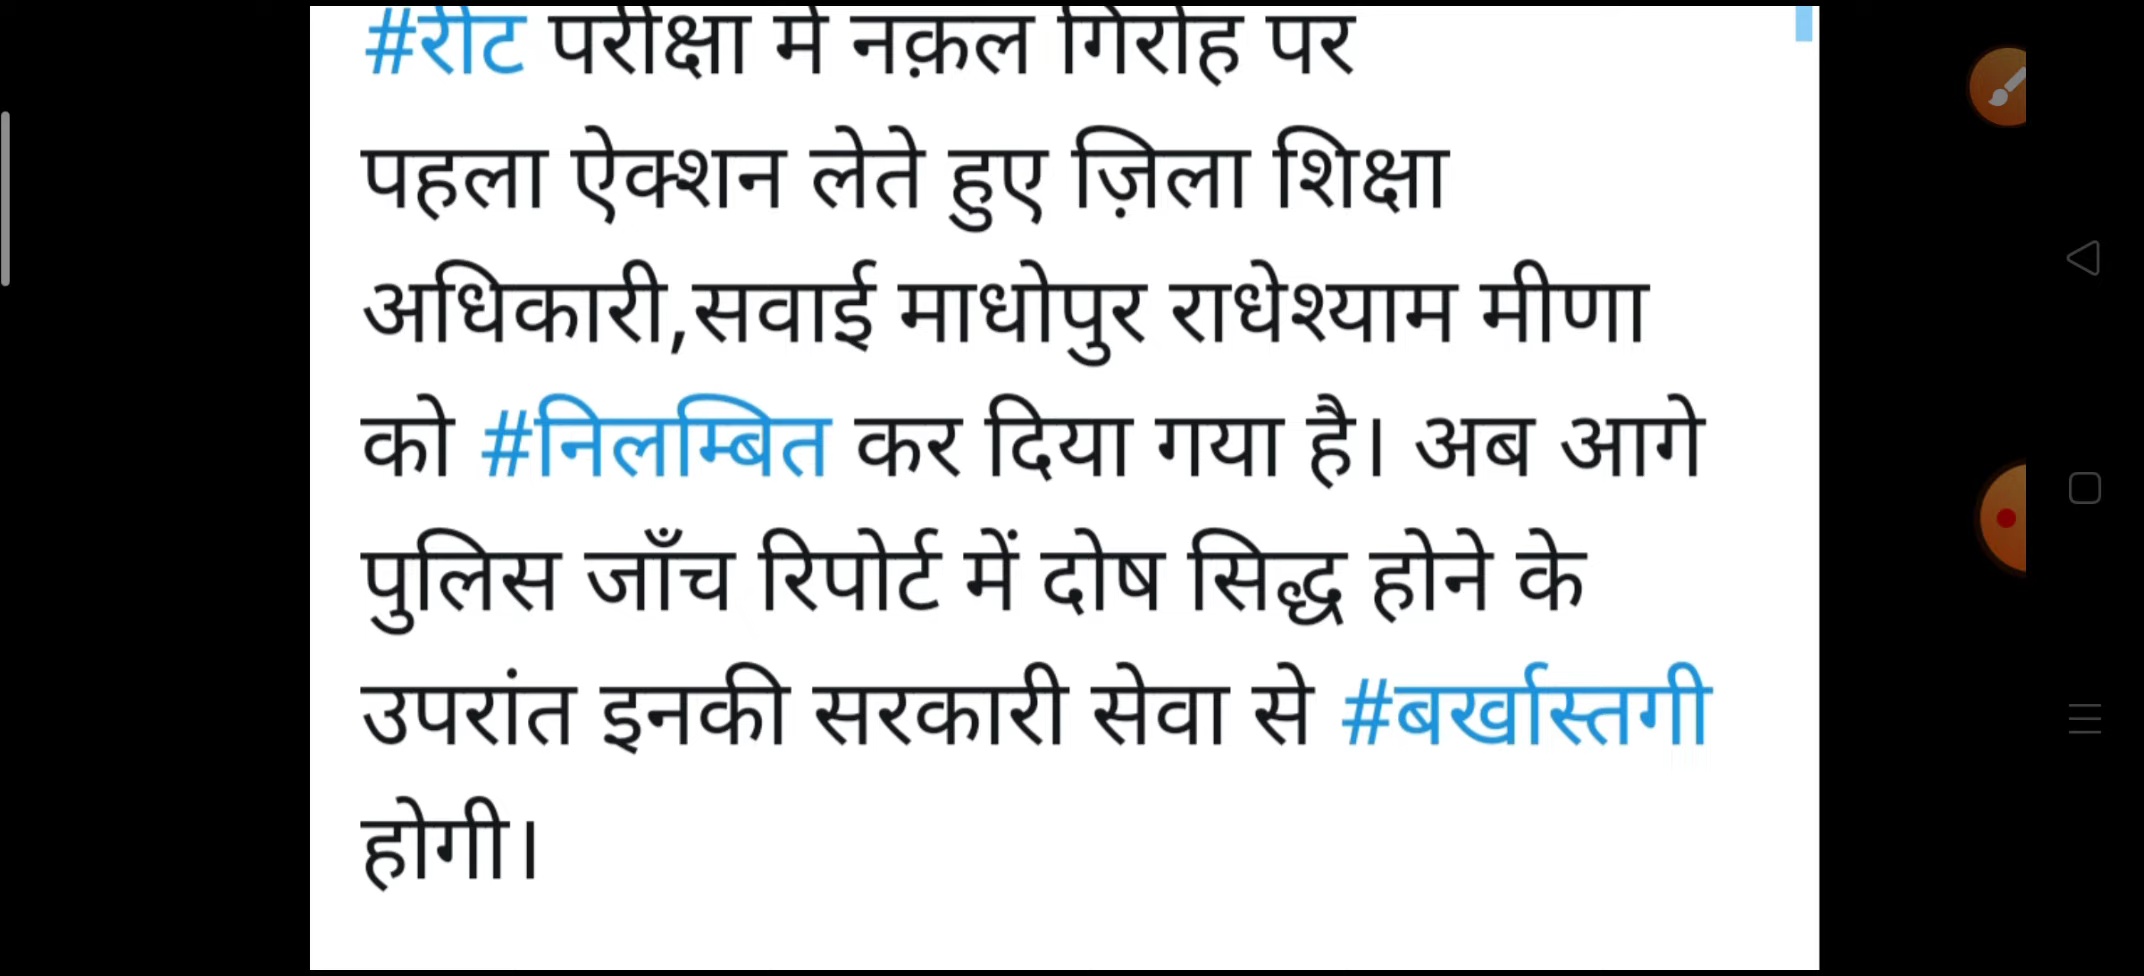 #रीट परीक्षा में नक़ल गिरोह पर
पहला ऐक्शन लेते हुए ज़िला शिक्षा
अधिकारी,सवाई माधोपुर राधेश्याम मीणा
को #निलम्बित कर दिया गया है। अब आगे
पुलिस जाँच रिपोर्ट में दोष सिद्ध होने के
उपरांत इनकी सरकारी सेवा से #बर्खास्तगी
होगी।